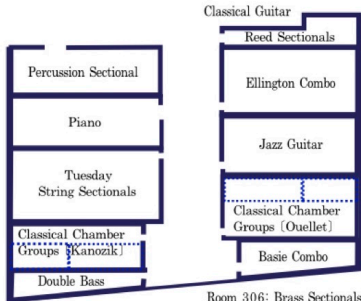 Classical Guitar
Reed Sectionals
Percussion Sectional
Ellington Combo
Piano
Jazz Guitar
Tuesday
String Sectionals
Classical Chamber
Groups [Kanozik]
Classical Chamber
Groups [Ouellet]
Double Bass
Basie Combo
Room 306: Brass Sectionals